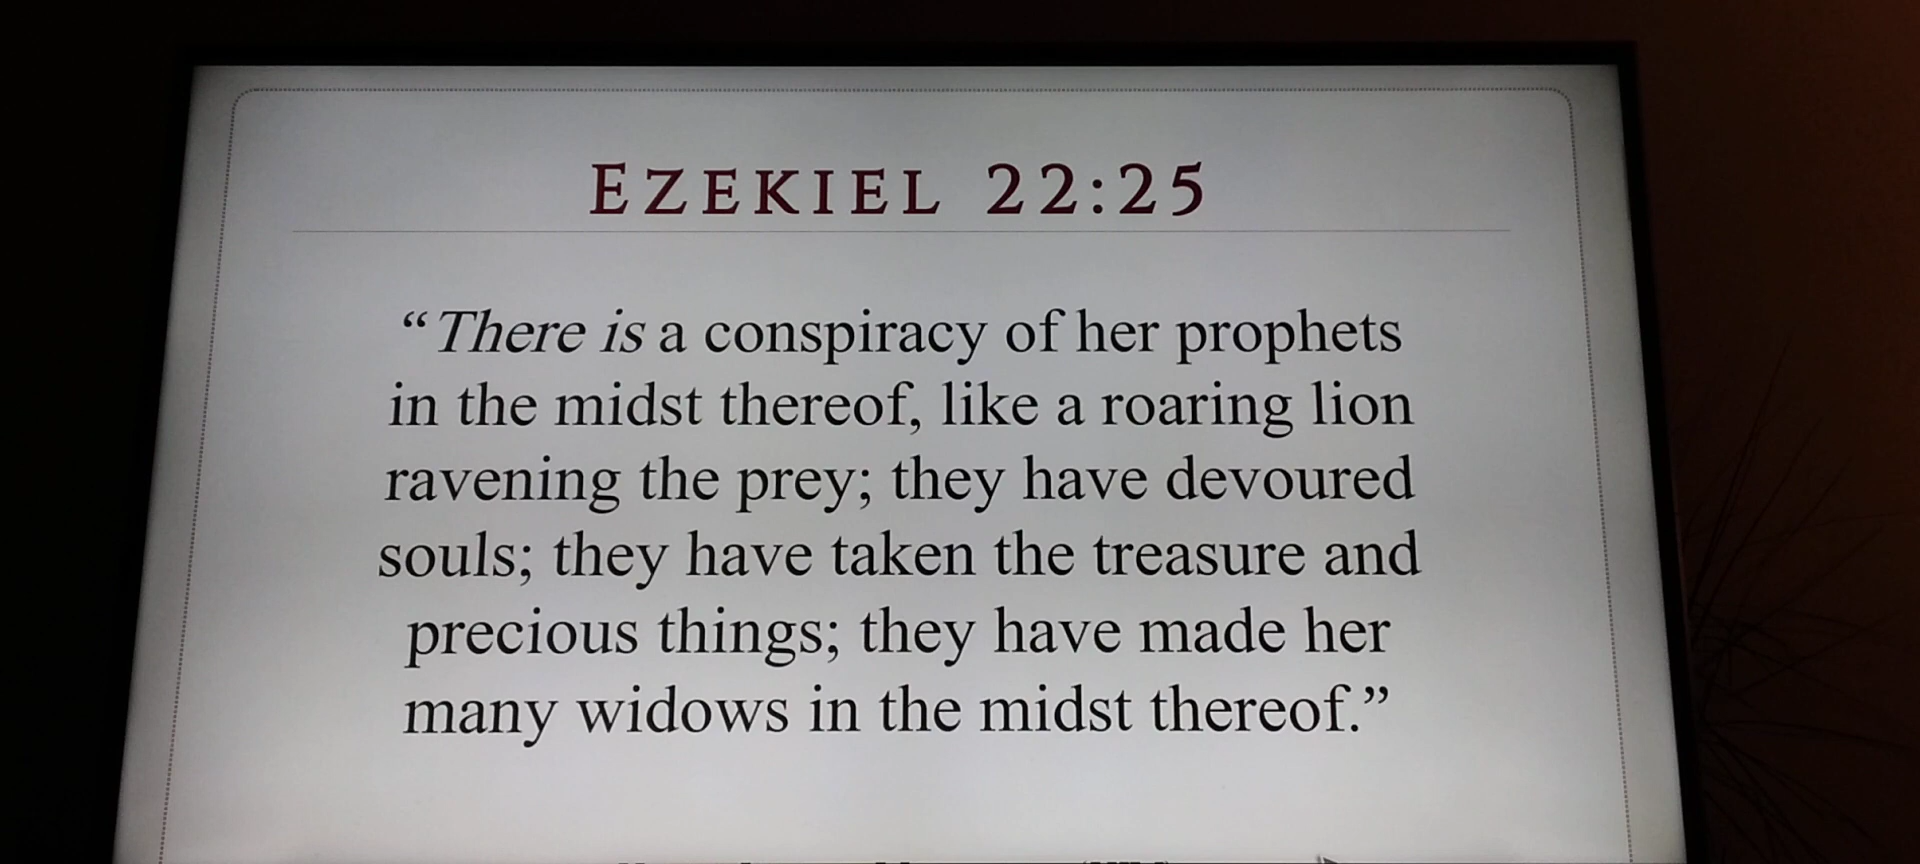 EZEKIEL 22:25
“There is a conspiracy of her prophets
in the midst thereof, like a roaring lion
ravening the prey; they have devoured
souls; they have taken the treasure and
precious things; they have made her
many widows in the midst thereof.”